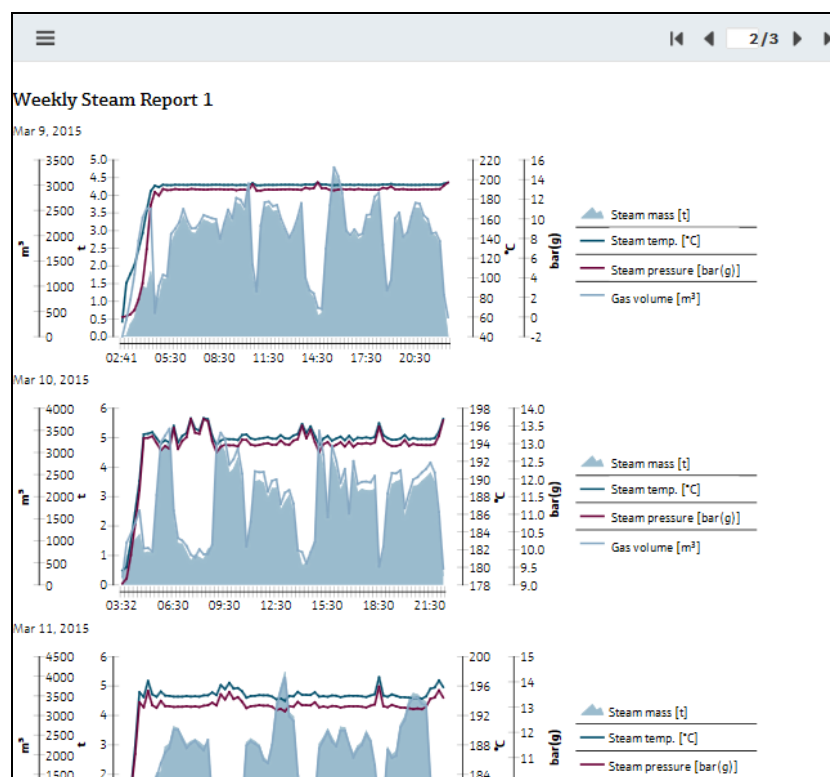 2/3
Weekly Steam Report 1
Mar 9, 2015
3500 5.0 220 16
3000 4.5 200 14
4.0 180 12
2500 3.5 160 10
2000 3.0 140 8
m³ t 2.5 °C bar(g)
1500 2.0 120 6
1000 1.5 100 4
500 1.0 80 2
0.5 60 0
0 0.0 40 -2
02:41 05:30 08:30 11:30 14:30 17:30 20:30
Steam mass [t]
Steam temp. [°C]
Steam pressure [bar(g)]
Gas volume [m³]
Mar 10, 2015
4000 6 198 14.0
3500 196 13.5
5 194 13.0
3000 192 12.5
2500 4 190 12.0
2000 3 188 11.5
m³ t °C bar(g)
1500 2 186 11.0
184 10.5
1000 1 182 10.0
500 180 9.5
0 0 178 9.0
03:32 06:30 09:30 12:30 15:30 18:30 21:30
Steam mass [t]
Steam temp. [°C]
Steam pressure [bar(g)]
Gas volume [m³]
Mar 11, 2015
4500 6 200 15
4000 196 14
3500 5
3000 4 192 13
2500 12
m³ t 3 188 °C bar(g)
2000 11
1500 2 184
Steam mass [t]
Steam temp. [°C]
Steam pressure [bar(g)]